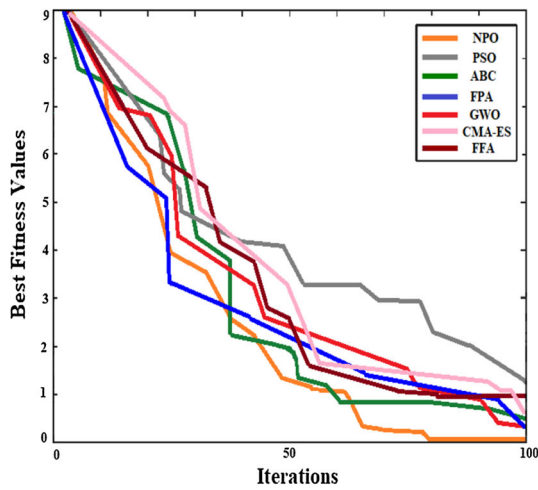 9
8
7
6
5
4
3
2
1
0
0
50
100
Best Fitness Values
Iterations
NPO
PSO
ABC
FPA
GWO
CMA-ES
FFA